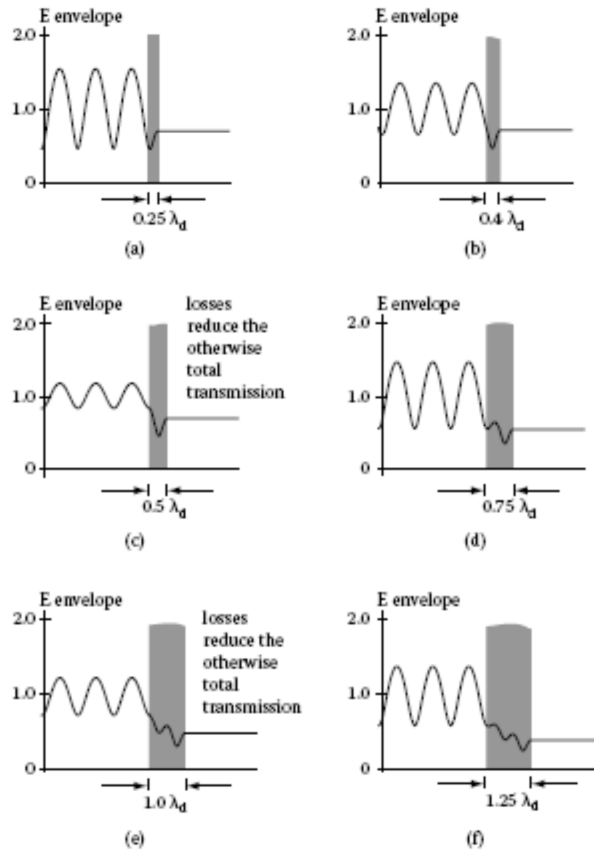 E envelope
2.0
1.0
0
0.25 λd
(a)
E envelope
2.0
1.0
0
0.4 λd
(b)
E envelope
losses
reduce the
otherwise
total
transmission
2.0
1.0
0
0.5 λd
(c)
E envelope
2.0
1.0
0
0.75 λd
(d)
E envelope
losses
reduce the
otherwise
total
transmission
2.0
1.0
0
1.0 λd
(e)
E envelope
2.0
1.0
0
1.25 λd
(f)